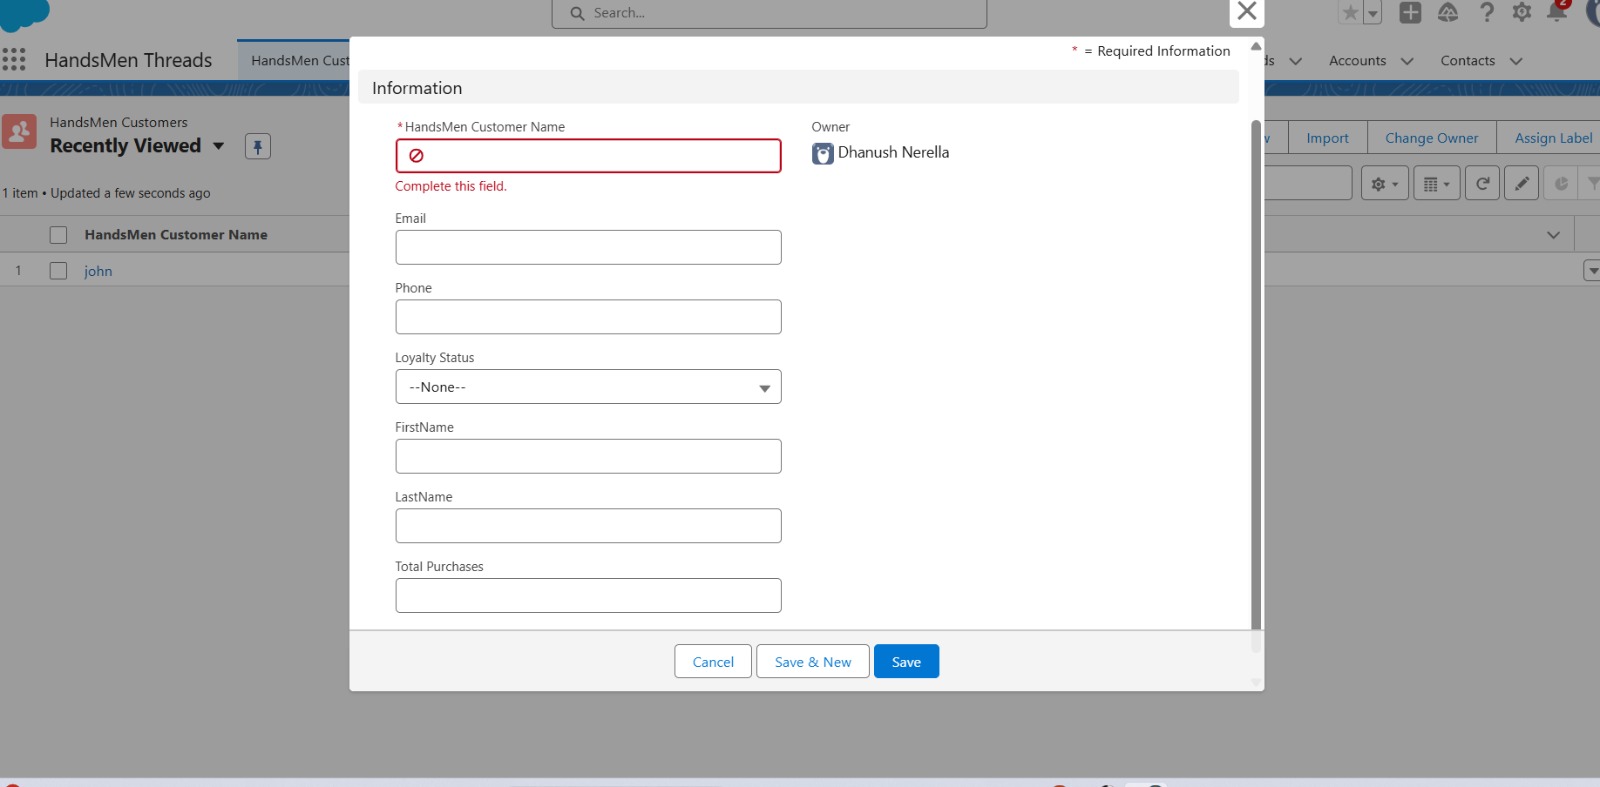 Search...
2
HandsMen Threads
HandsMen Cust
ds
Accounts
Contacts
* = Required Information
Information
HandsMen Customers
Recently Viewed
1 item • Updated a few seconds ago
w
Import
Change Owner
Assign Label
HandsMen Customer Name
1
john
*HandsMen Customer Name
Complete this field.
Owner
Dhanush Nerella
Email
Phone
Loyalty Status
--None--
FirstName
LastName
Total Purchases
Cancel
Save & New
Save